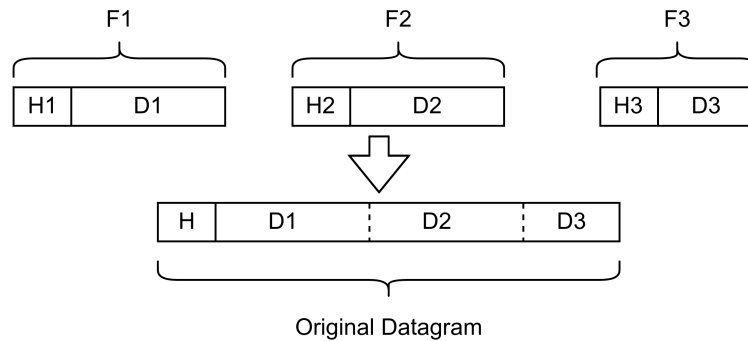 F1 F2 F3
H1 D1 H2 D2 H3 D3
H D1 D2 D3
Original Datagram